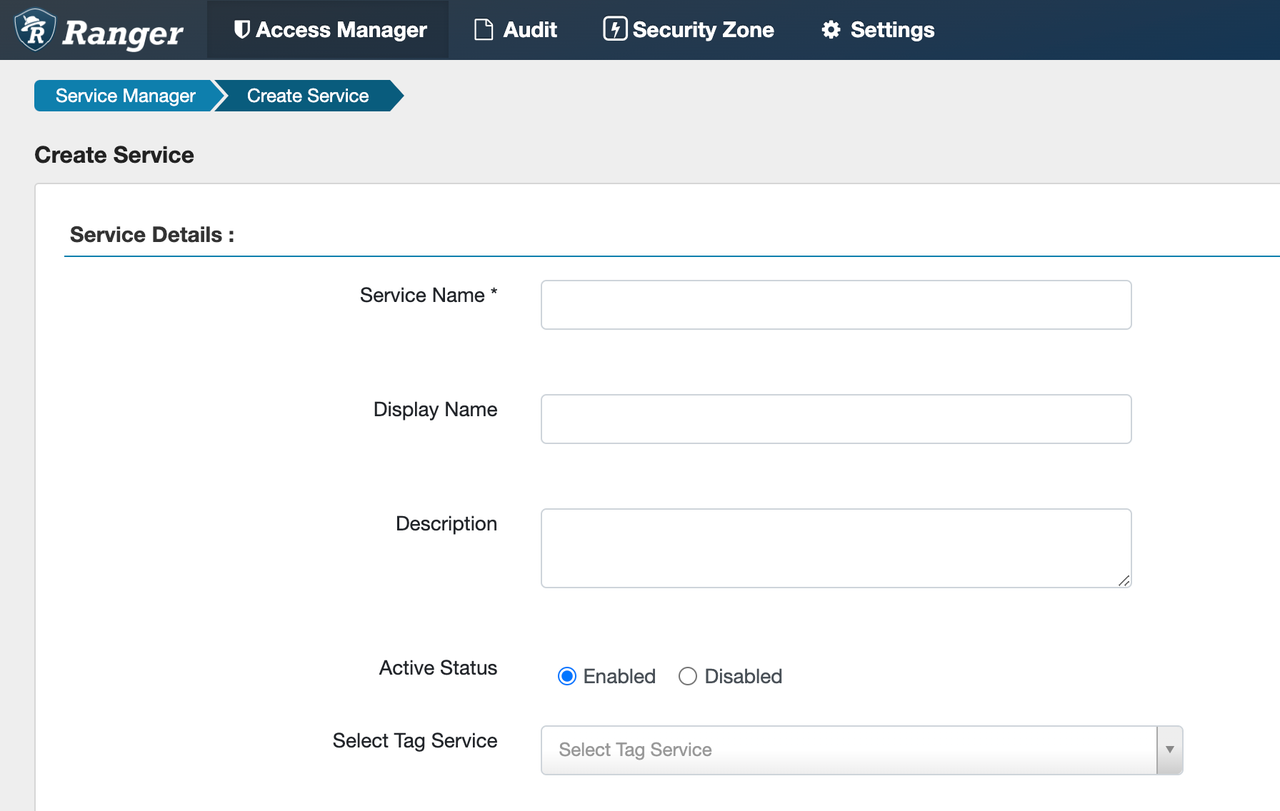 Ranger Access Manager Audit Security Zone Settings
Service Manager Create Service
Create Service
Service Details :
Service Name *
Display Name
Description
Active Status Enabled Disabled
Select Tag Service Select Tag Service